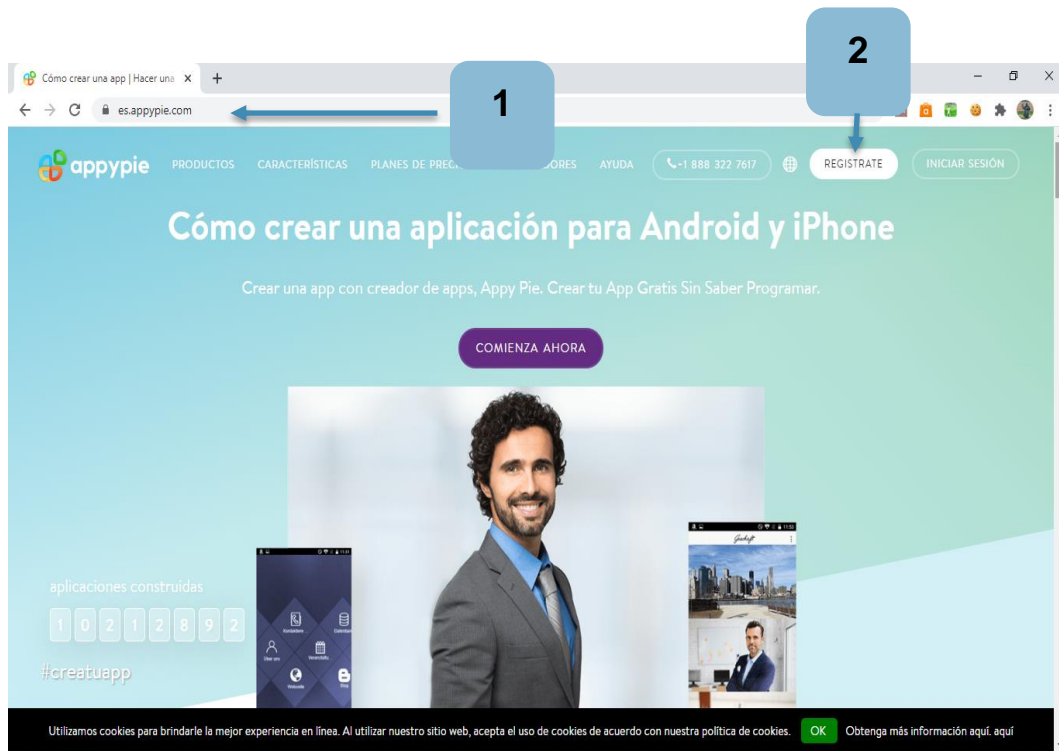 2
Cómo crear una app | Hacer una
1
es.appypie.com
appypie PRODUCTOS CARACTERÍSTICAS PLANES DE ORES AYUDA +1 888 322 7617 REGISTRATE INICIAR SESIÓN
Cómo crear una aplicación para Android y iPhone
Crear una app con creador de apps, Appy Pie. Crear tu App Gratis Sin Saber Programar.
COMIENZA AHORA
11:53
aplicaciones construidas
1 0 2 1 2 8 9 2
#creatuapp
Utilizamos cookies para brindarle la mejor experiencia en línea. Al utilizar nuestro sitio web, acepta el uso de cookies de acuerdo con nuestra política de cookies. OK Obtenga más información aquí. aquí